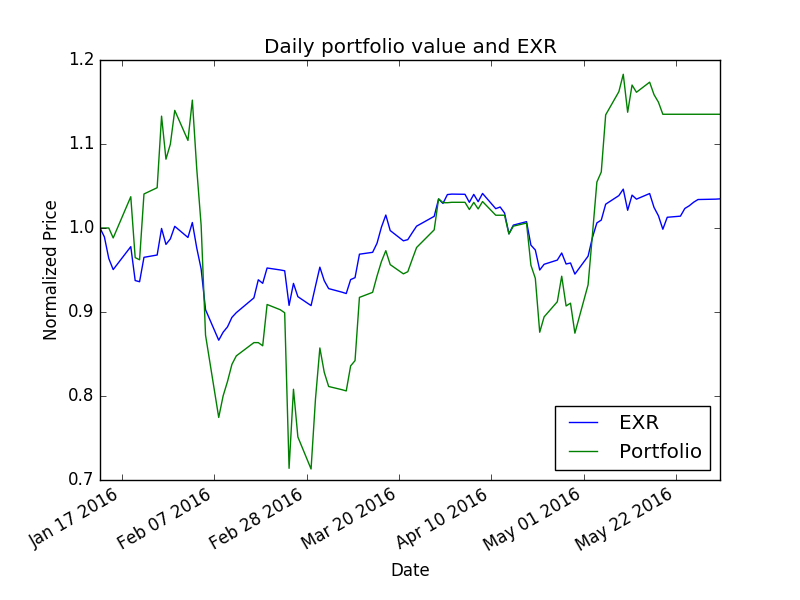 Daily portfolio value and EXR
1.2
1.1
1.0
0.9
0.8
0.7
Normalized Price
EXR
Portfolio
Jan 17 2016
Feb 07 2016
Feb 28 2016
Mar 20 2016
Apr 10 2016
May 01 2016
May 22 2016
Date